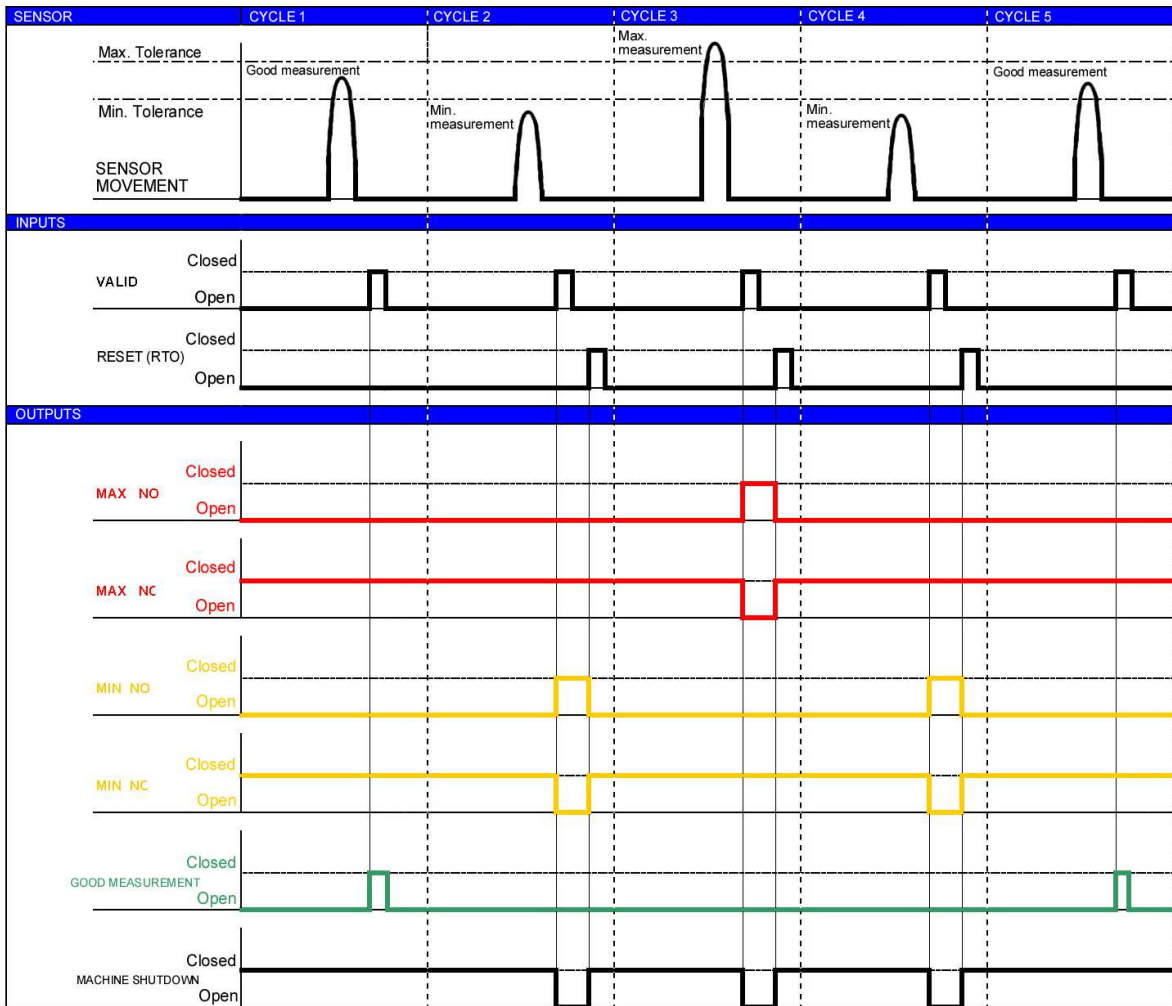 SENSOR CYCLE 1 CYCLE 2 CYCLE 3 CYCLE 4 CYCLE 5
Max. Tolerance
Min. Tolerance
SENSOR
MOVEMENT
Good measurement
Min.
measurement
Max.
measurement
Min.
measurement
Good measurement
INPUTS
Closed
VALID
Open
Closed
RESET (RTO)
Open
OUTPUTS
Closed
MAX NO
Open
Closed
MAX NC
Open
Closed
MIN NO
Open
Closed
MIN NC
Open
Closed
GOOD MEASUREMENT
Open
Closed
MACHINE SHUTDOWN
Open